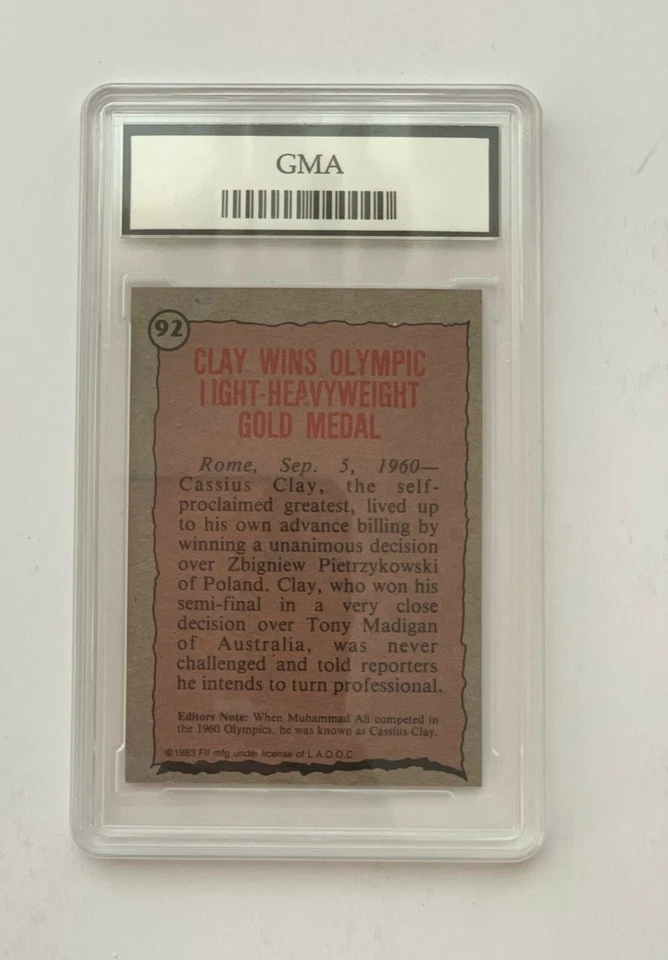 GMA
92
CLAY WINS OLYMPIC
LIGHT-HEAVYWEIGHT
GOLD MEDAL
Rome, Sep. 5, 1960—
Cassius Clay, the self-
proclaimed greatest, lived up
to his own advance billing by
winning a unanimous decision
over Zbigniew Pietrzykowski
of Poland. Clay, who won his
semi-final in a very close
decision over Tony Madigan
of Australia, was never
challenged and told reporters
he intends to turn professional.
Editors Note: When Muhammad Ali competed in
the 1960 Olympics, he was known as Cassius Clay.
©1983 FII mfg under license of L.A.O.O.C.